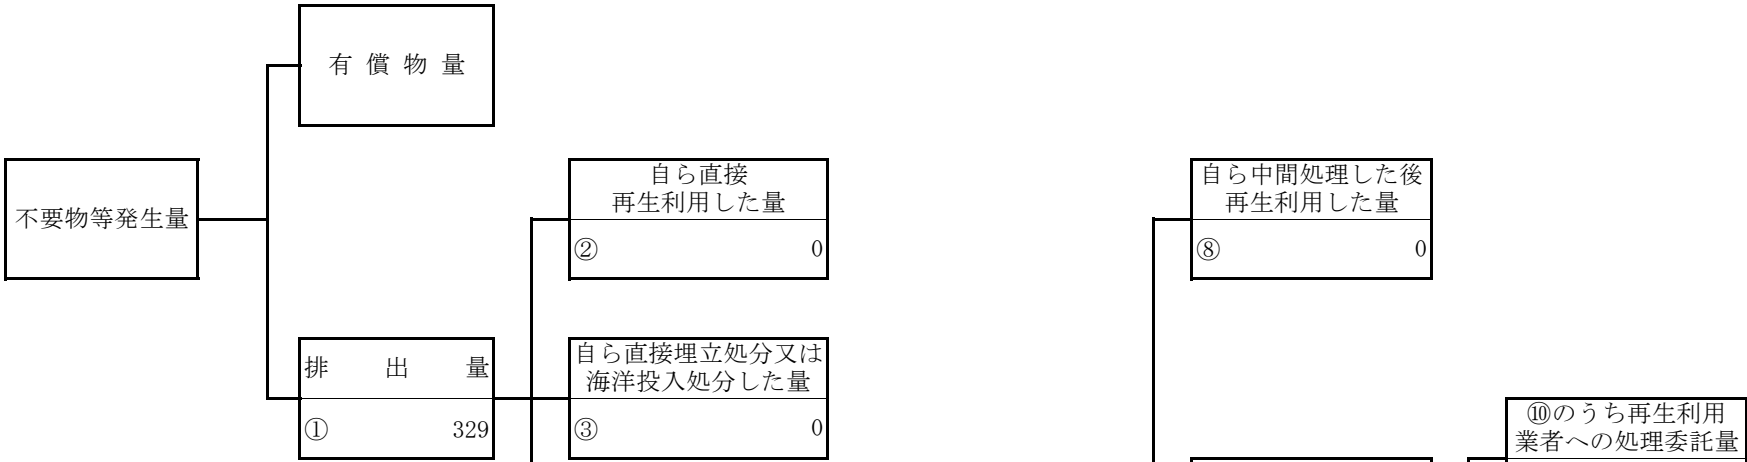 有償物量
不要物等発生量
自ら直接
再生利用した量
② 0
自ら中間処理した後
再生利用した量
⑧ 0
排出量
① 329
自ら直接埋立処分又は
海洋投入処分した量
③ 0
⑩のうち再生利用
業者への処理委託量